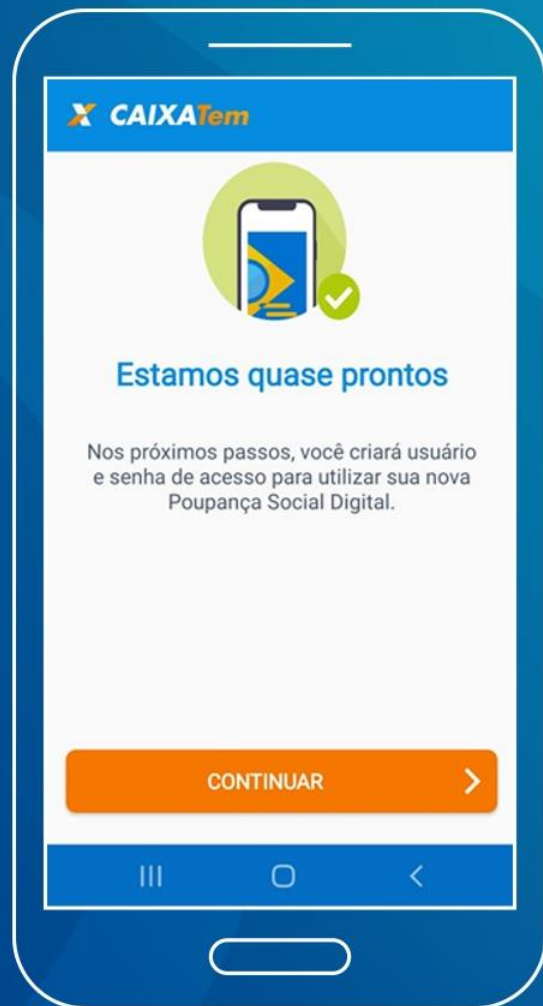 CAIXATem
Estamos quase prontos
Nos próximos passos, você criará usuário
e senha de acesso para utilizar sua nova
Poupança Social Digital.
CONTINUAR